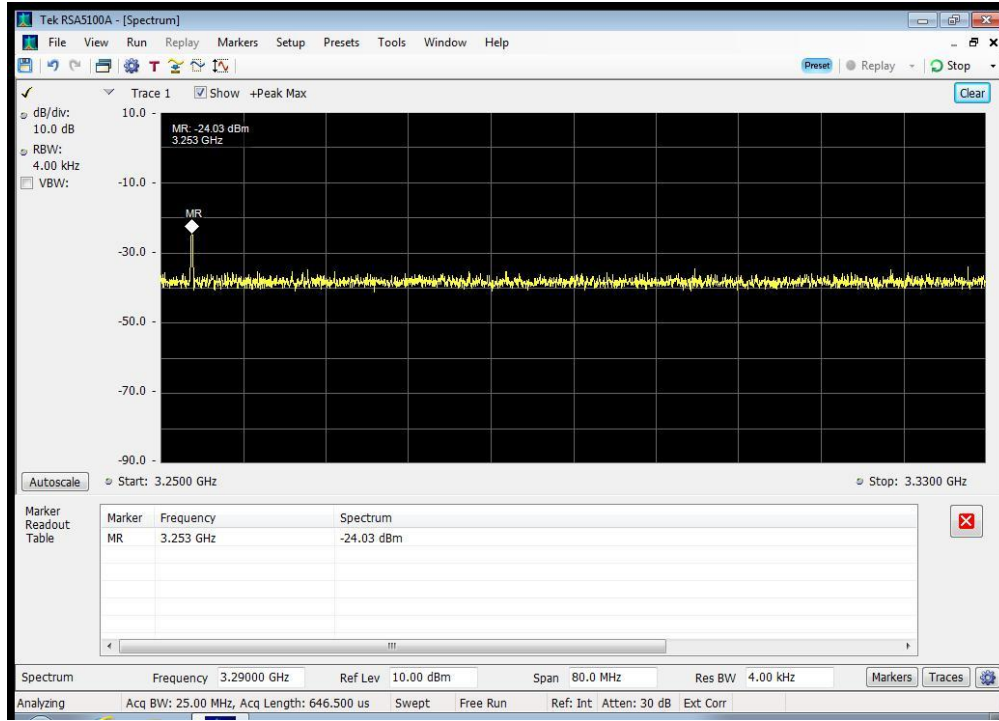 Tek RSA5100A - [Spectrum]
File View Run Replay Markers Setup Presets Tools Window Help
Preset Replay Stop
Trace 1 Show +Peak Max Clear
dB/div: 10.0 dB
RBW: 4.00 kHz
VBW:
10.0
MR: -24.03 dBm
3.253 GHz
-10.0
MR
-30.0
-50.0
-70.0
-90.0
Autoscale Start: 3.2500 GHz Stop: 3.3300 GHz
Marker Readout Table
Marker Frequency Spectrum
MR 3.253 GHz -24.03 dBm
Spectrum Frequency 3.29000 GHz Ref Lev 10.00 dBm Span 80.0 MHz Res BW 4.00 kHz Markers Traces
Analyzing Acq BW: 25.00 MHz, Acq Length: 646.500 us Swept Free Run Ref: Int Atten: 30 dB Ext Corr